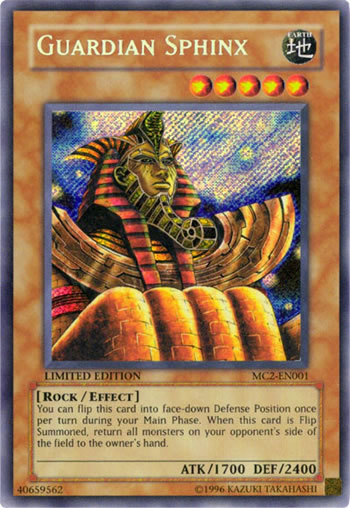 GUARDIAN SPHINX
EARTH
地
LIMITED EDITION MC2-EN001
[ROCK / EFFECT]
You can flip this card into face-down Defense Position once
per turn during your Main Phase. When this card is Flip
Summoned, return all monsters on your opponent's side of
the field to the owner's hand.
ATK/1700 DEF/2400
40659562 ©1996 KAZUKI TAKAHASHI